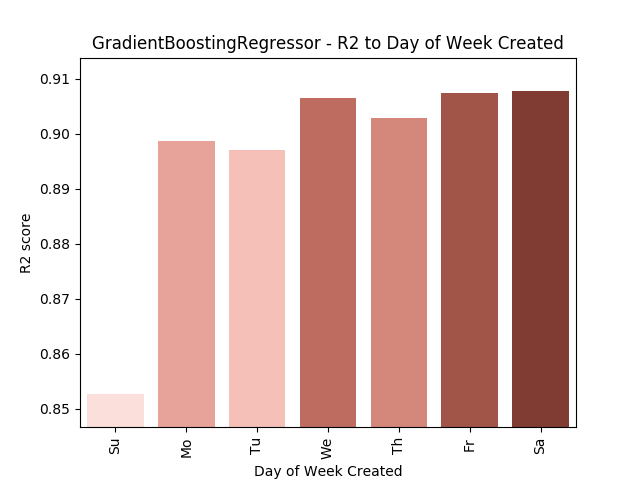 GradientBoostingRegressor - R2 to Day of Week Created
0.91
0.90
0.89
0.88
0.87
0.86
0.85
R2 score
Su
Mo
Tu
We
Th
Fr
Sa
Day of Week Created